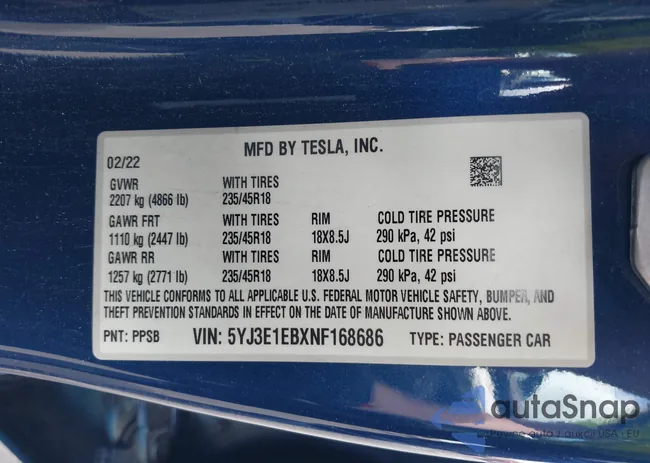 MFD BY TESLA, INC.
02/22
GVWR WITH TIRES
2207 kg (4866 lb) 235/45R18
GAWR FRT WITH TIRES RIM COLD TIRE PRESSURE
1110 kg (2447 lb) 235/45R18 18X8.5J 290 kPa, 42 psi
GAWR RR WITH TIRES RIM COLD TIRE PRESSURE
1257 kg (2771 lb) 235/45R18 18X8.5J 290 kPa, 42 psi
THIS VEHICLE CONFORMS TO ALL APPLICABLE U.S. FEDERAL MOTOR VEHICLE SAFETY, BUMPER, AND
THEFT PREVENTION STANDARDS IN EFFECT ON THE DATE OF MANUFACTURE SHOWN ABOVE.
PNT: PPSB VIN: 5YJ3E1EBXNF168686 TYPE: PASSENGER CAR
autaSnap
auta z aukcji USA i EU